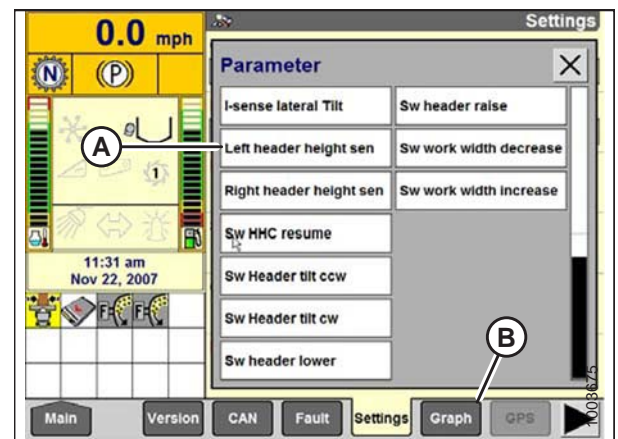 0.0 mph
Settings
N
(P)
A
1
11:31 am
Nov 22, 2007
F
F
Parameter
I-sense lateral Tilt
Sw header raise
Left header height sen
Sw work width decrease
Right header height sen
Sw work width increase
Sw HHC resume
Sw Header tilt ccw
Sw Header tilt cw
Sw header lower
B
1003675
Main
Version
CAN
Fault
Settings
Graph
GPS